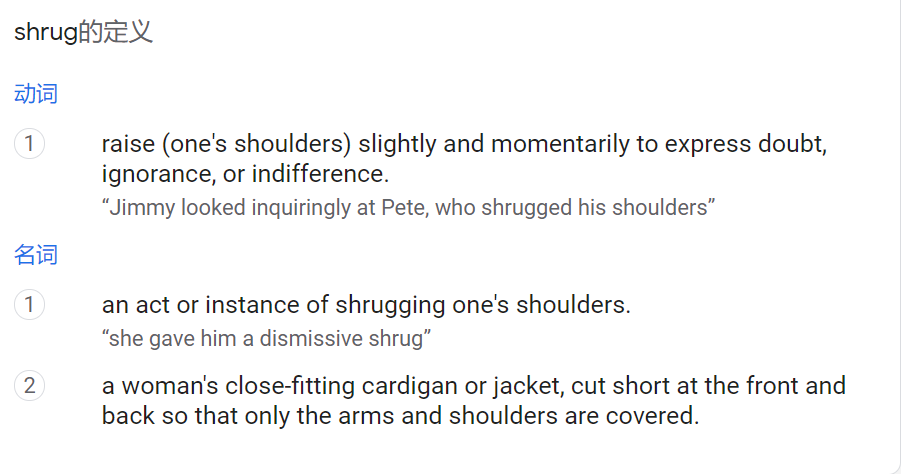 shrug的定义
动词
1
raise (one's shoulders) slightly and momentarily to express doubt,
ignorance, or indifference.
“Jimmy looked inquiringly at Pete, who shrugged his shoulders”
名词
1
an act or instance of shrugging one's shoulders.
“she gave him a dismissive shrug”
2
a woman's close-fitting cardigan or jacket, cut short at the front and
back so that only the arms and shoulders are covered.